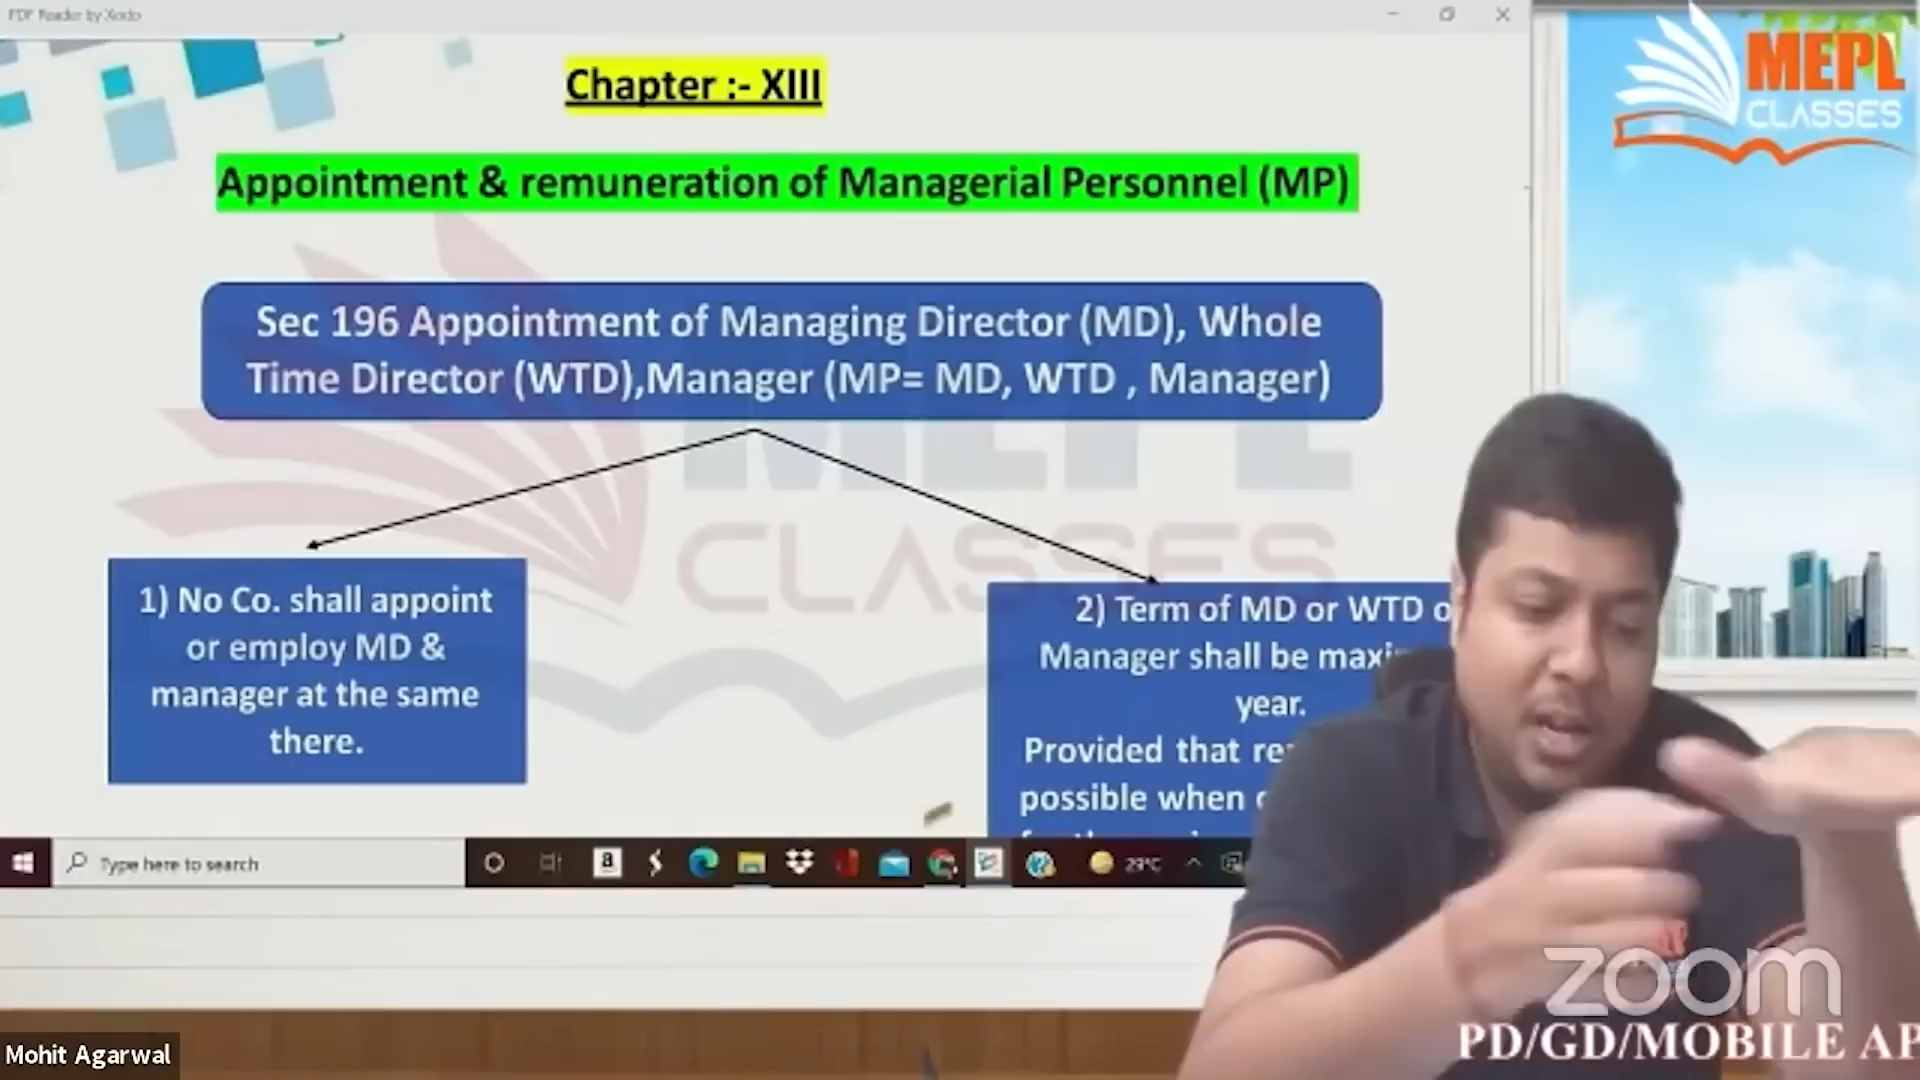 PDF Reader by Xodo
MEPL
CLASSES
Chapter :- XIII
Appointment & remuneration of Managerial Personnel (MP)
Sec 196 Appointment of Managing Director (MD), Whole
Time Director (WTD),Manager (MP= MD, WTD , Manager)
MEPL
CLASSES
1) No Co. shall appoint
or employ MD &
manager at the same
there.
2) Term of MD or WTD
Manager shall be
year.
Provided that
possible when
Type here to search
29°C
zoom
PD/GD/MOBILE AP
Mohit Agarwal